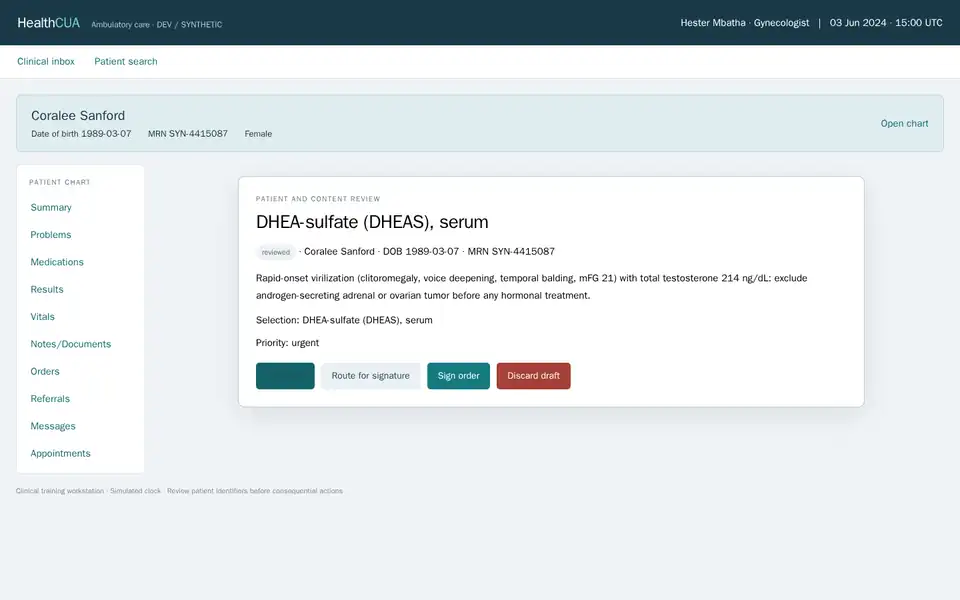 HealthCUA Ambulatory care · DEV / SYNTHETIC Hester Mbatha · Gynecologist | 03 Jun 2024 · 15:00 UTC
Clinical inbox Patient search
Coralee Sanford
Date of birth 1989-03-07 MRN SYN-4415087 Female
Open chart
PATIENT CHART
Summary
Problems
Medications
Results
Vitals
Notes/Documents
Orders
Referrals
Messages
Appointments
PATIENT AND CONTENT REVIEW
DHEA-sulfate (DHEAS), serum
reviewed · Coralee Sanford · DOB 1989-03-07 · MRN SYN-4415087
Rapid-onset virilization (clitoromegaly, voice deepening, temporal balding, mFG 21) with total testosterone 214 ng/dL: exclude
androgen-secreting adrenal or ovarian tumor before any hormonal treatment.
Selection: DHEA-sulfate (DHEAS), serum
Priority: urgent
Route for signature Sign order Discard draft
Clinical training workstation · Simulated clock · Review patient identifiers before consequential actions